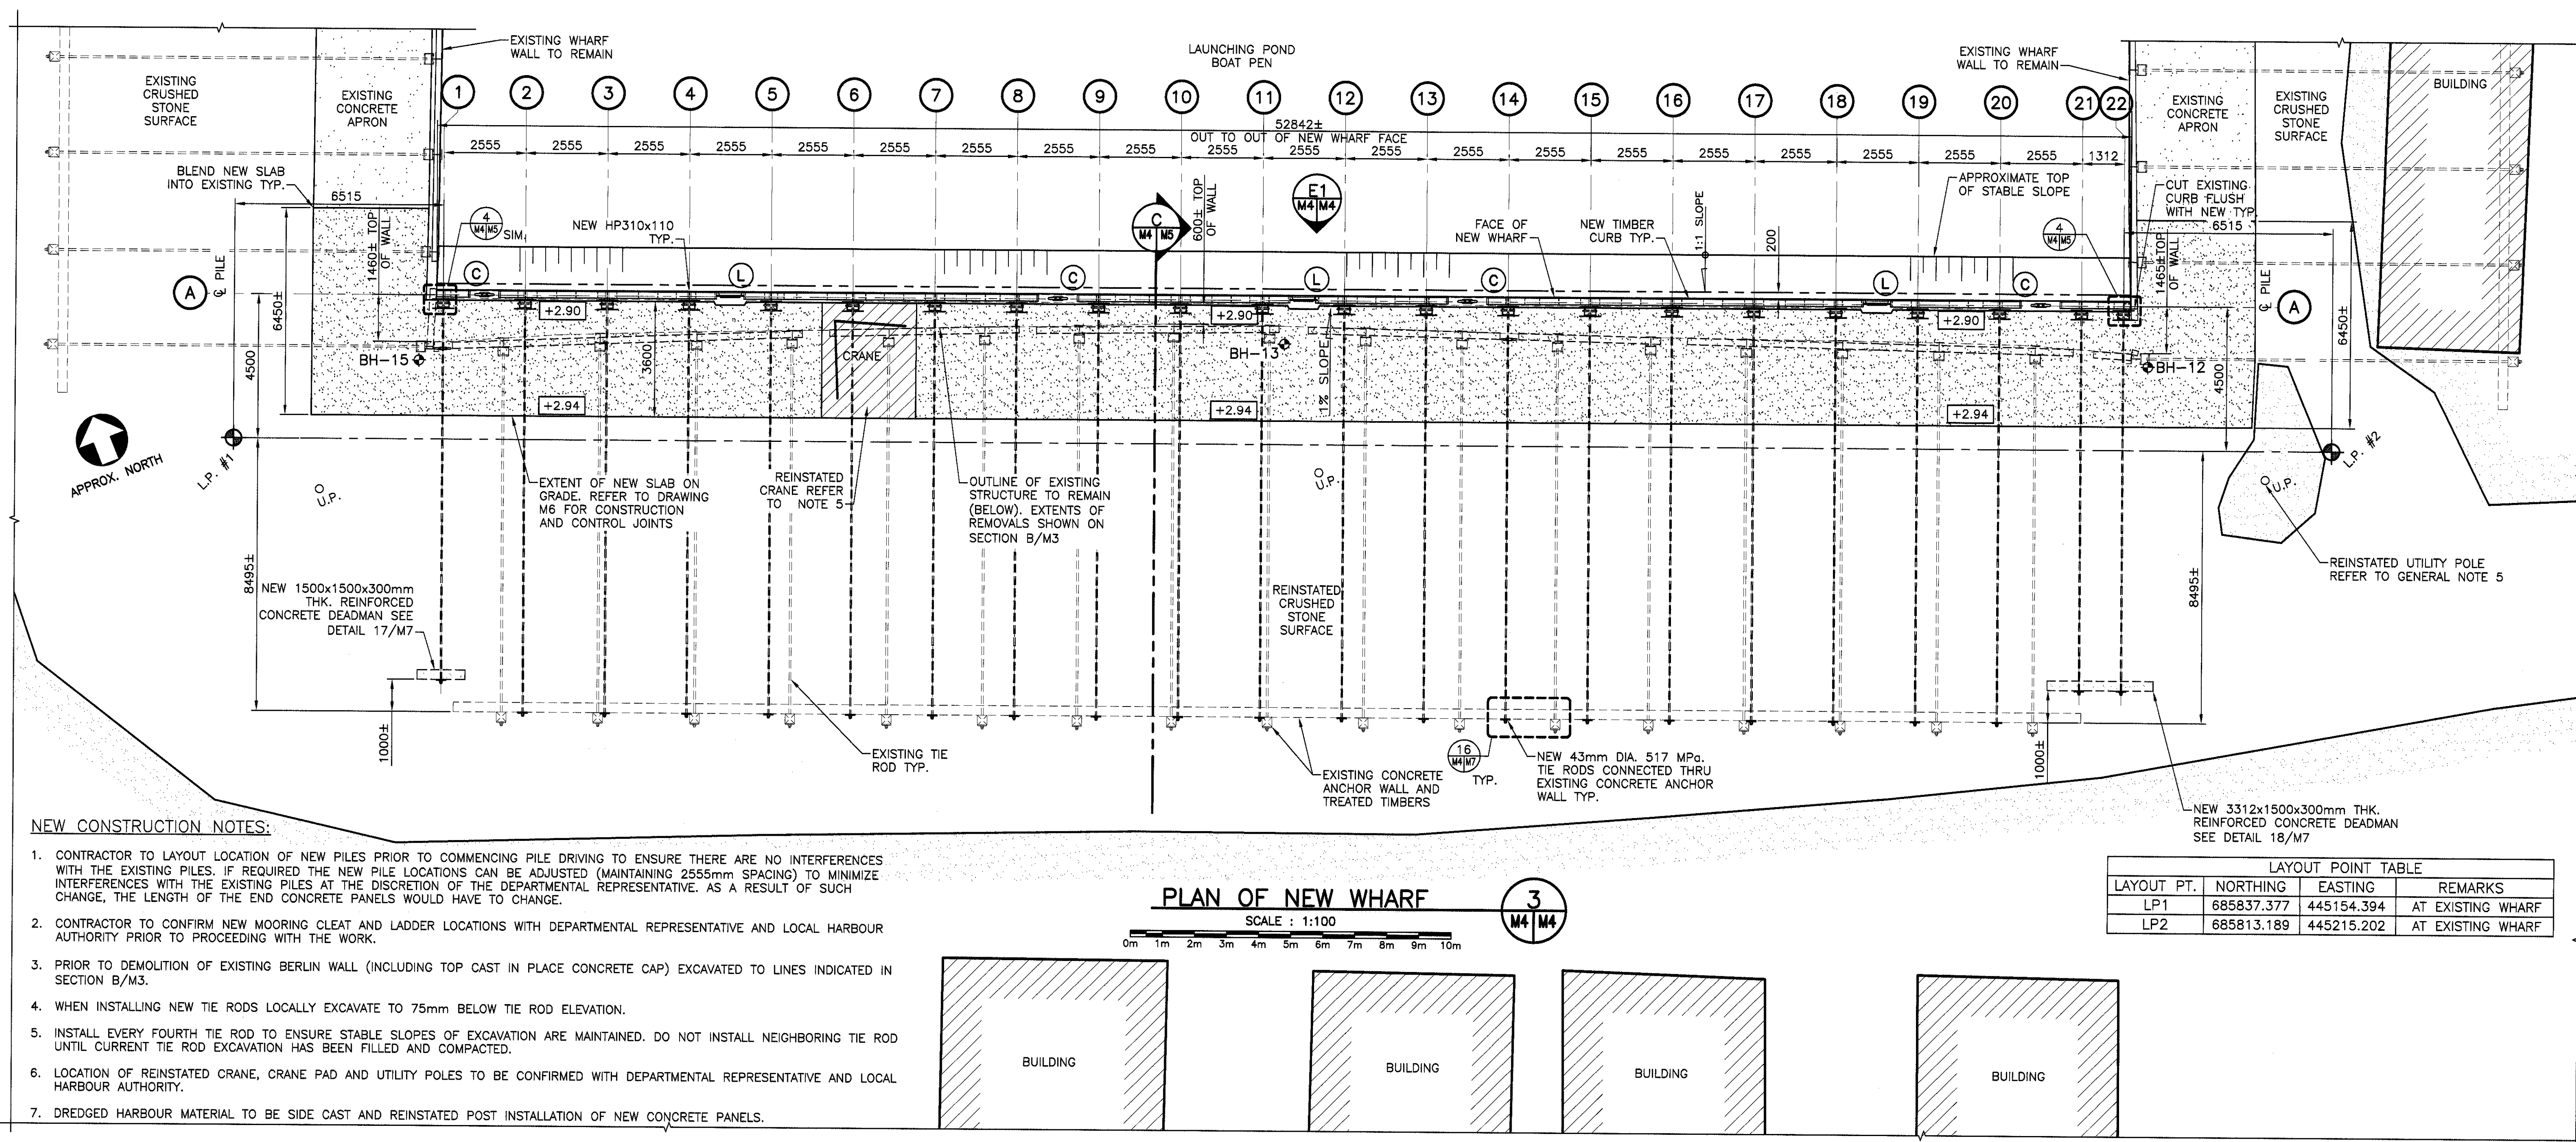 EXISTING WHARF
WALL TO REMAIN
LAUNCHING POND
BOAT PEN
EXISTING WHARF
WALL TO REMAIN
EXISTING
CRUSHED
STONE
SURFACE
EXISTING
CONCRETE
APRON
1 2 3 4 5 6 7 8 9 10 11 12 13 14 15 16 17 18 19 20 21 22
EXISTING
CONCRETE
APRON
EXISTING
CRUSHED
STONE
SURFACE
BUILDING
52842±
OUT TO OUT OF NEW WHARF FACE
2555 2555 2555 2555 2555 2555 2555 2555 2555 2555 2555 2555 2555 2555 2555 2555 2555 2555 2555 2555 1312
BLEND NEW SLAB
INTO EXISTING TYP.
6515
1460± TOP
OF WALL
6450±
4
M4 M5
SIM.
NEW HP310x110
TYP.
C
M4 M5
600± TOP
OF WALL
E1
M4 M4
FACE OF
NEW WHARF
NEW TIMBER
CURB TYP.
1:1 SLOPE
200
APPROXIMATE TOP
OF STABLE SLOPE
4
M4 M5
CUT EXISTING
CURB FLUSH
WITH NEW TYP.
6515
1465± TOP
OF WALL
6450±
A
℄ PILE
C
L
C
L
C
L
C
℄ PILE
A
+2.90
+2.90
+2.90
4500
BH-15
3600
CRANE
BH-13
1% SLOPE
BH-12
4500
+2.94
+2.94
+2.94
APPROX. NORTH
L.P. #1
L.P. #2
U.P.
U.P.
U.P.
EXTENT OF NEW SLAB ON
GRADE. REFER TO DRAWING
M6 FOR CONSTRUCTION
AND CONTROL JOINTS
REINSTATED
CRANE REFER
TO NOTE 5
OUTLINE OF EXISTING
STRUCTURE TO REMAIN
(BELOW). EXTENTS OF
REMOVALS SHOWN ON
SECTION B/M3
REINSTATED UTILITY POLE
REFER TO GENERAL NOTE 5
8495±
NEW 1500x1500x300mm
THK. REINFORCED
CONCRETE DEADMAN SEE
DETAIL 17/M7
REINSTATED
CRUSHED
STONE
SURFACE
8495±
1000±
EXISTING TIE
ROD TYP.
EXISTING CONCRETE
ANCHOR WALL AND
TREATED TIMBERS
16
M4 M7
TYP.
NEW 43mm DIA. 517 MPa.
TIE RODS CONNECTED THRU
EXISTING CONCRETE ANCHOR
WALL TYP.
1000±
NEW 3312x1500x300mm THK.
REINFORCED CONCRETE DEADMAN
SEE DETAIL 18/M7
NEW CONSTRUCTION NOTES:
1. CONTRACTOR TO LAYOUT LOCATION OF NEW PILES PRIOR TO COMMENCING PILE DRIVING TO ENSURE THERE ARE NO INTERFERENCES
WITH THE EXISTING PILES. IF REQUIRED THE NEW PILE LOCATIONS CAN BE ADJUSTED (MAINTAINING 2555mm SPACING) TO MINIMIZE
INTERFERENCES WITH THE EXISTING PILES AT THE DISCRETION OF THE DEPARTMENTAL REPRESENTATIVE. AS A RESULT OF SUCH
CHANGE, THE LENGTH OF THE END CONCRETE PANELS WOULD HAVE TO CHANGE.
2. CONTRACTOR TO CONFIRM NEW MOORING CLEAT AND LADDER LOCATIONS WITH DEPARTMENTAL REPRESENTATIVE AND LOCAL HARBOUR
AUTHORITY PRIOR TO PROCEEDING WITH THE WORK.
3. PRIOR TO DEMOLITION OF EXISTING BERLIN WALL (INCLUDING TOP CAST IN PLACE CONCRETE CAP) EXCAVATED TO LINES INDICATED IN
SECTION B/M3.
4. WHEN INSTALLING NEW TIE RODS LOCALLY EXCAVATE TO 75mm BELOW TIE ROD ELEVATION.
5. INSTALL EVERY FOURTH TIE ROD TO ENSURE STABLE SLOPES OF EXCAVATION ARE MAINTAINED. DO NOT INSTALL NEIGHBORING TIE ROD
UNTIL CURRENT TIE ROD EXCAVATION HAS BEEN FILLED AND COMPACTED.
6. LOCATION OF REINSTATED CRANE, CRANE PAD AND UTILITY POLES TO BE CONFIRMED WITH DEPARTMENTAL REPRESENTATIVE AND LOCAL
HARBOUR AUTHORITY.
7. DREDGED HARBOUR MATERIAL TO BE SIDE CAST AND REINSTATED POST INSTALLATION OF NEW CONCRETE PANELS.
PLAN OF NEW WHARF
SCALE : 1:100
0m 1m 2m 3m 4m 5m 6m 7m 8m 9m 10m
3
M4 M4
LAYOUT POINT TABLE
LAYOUT PT. NORTHING EASTING REMARKS
LP1 685837.377 445154.394 AT EXISTING WHARF
LP2 685813.189 445215.202 AT EXISTING WHARF
BUILDING
BUILDING
BUILDING
BUILDING